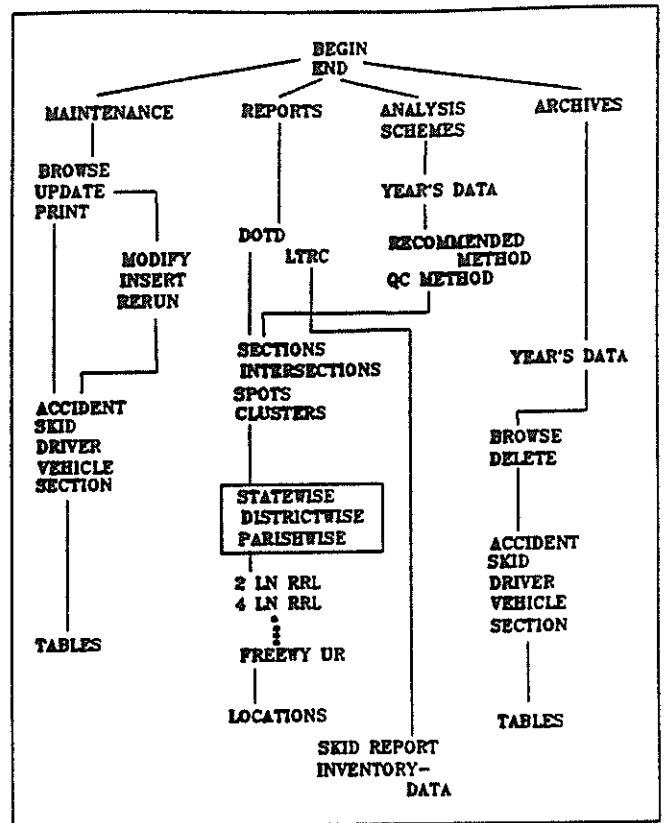 BEGIN
END
MAINTENANCE
REPORTS
ANALYSIS
SCHEMES
ARCHIVES
BROWSE
UPDATE
PRINT
MODIFY
INSERT
RERUN
ACCIDENT
SKID
DRIVER
VEHICLE
SECTION
TABLES
DOTD
LTRC
YEAR'S DATA
RECOMMENDED
METHOD
QC METHOD
SECTIONS
INTERSECTIONS
SPOTS
CLUSTERS
STATEWISE
DISTRICTWISE
PARISHWISE
2 LN RRL
4 LN RRL
FREEWY UR
LOCATIONS
SKID REPORT
INVENTORY-
DATA
YEAR'S DATA
BROWSE
DELETE
ACCIDENT
SKID
DRIVER
VEHICLE
SECTION
TABLES